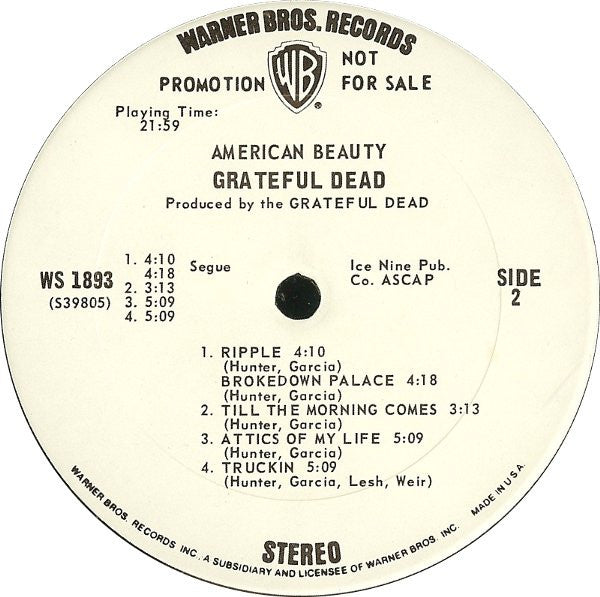 WARNER BROS. RECORDS
PROMOTION WB NOT FOR SALE
®
Playing Time:
21:59
AMERICAN BEAUTY
GRATEFUL DEAD
Produced by the GRATEFUL DEAD
WS 1893
(S39805)
1. 4:10
4:18
2. 3:13
3. 5:09
4. 5:09
Segue
Ice Nine Pub.
Co. ASCAP
SIDE
2
1. RIPPLE 4:10
(Hunter, Garcia)
BROKEDOWN PALACE 4:18
(Hunter, Garcia)
2. TILL THE MORNING COMES 3:13
(Hunter, Garcia)
3. ATTICS OF MY LIFE 5:09
(Hunter, Garcia)
4. TRUCKIN 5:09
(Hunter, Garcia, Lesh, Weir)
STEREO
WARNER BROS. RECORDS INC. A SUBSIDIARY AND LICENSEE OF WARNER BROS. INC. MADE IN U.S.A.